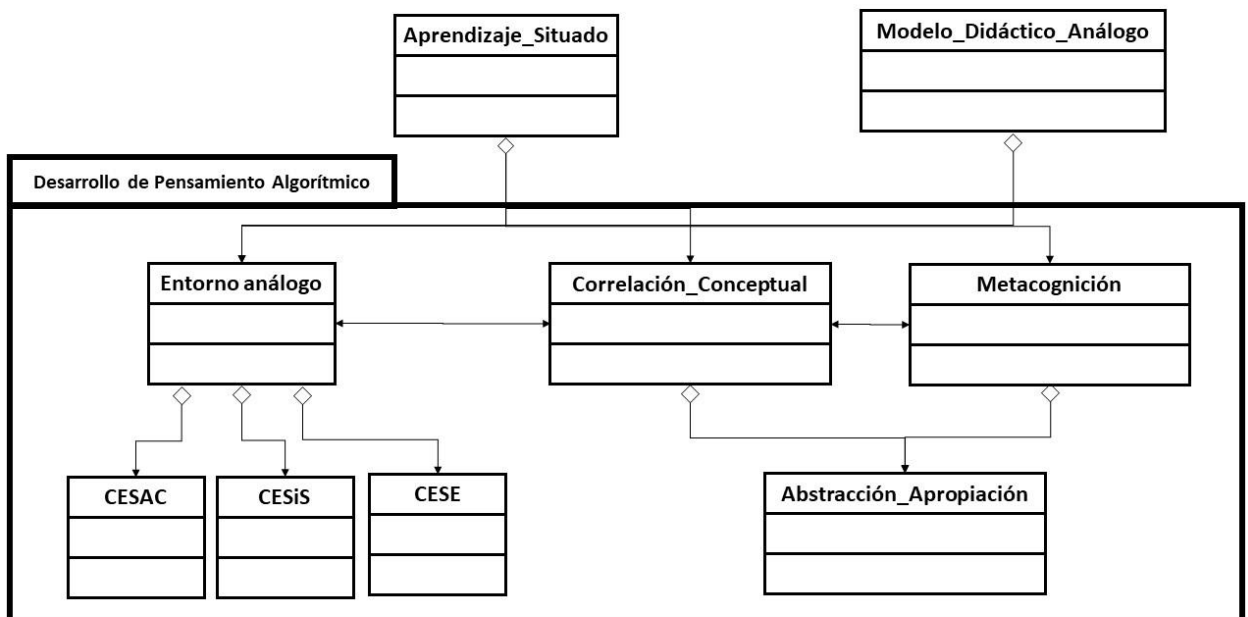 Aprendizaje_Situado
Modelo_Didáctico_Análogo
Desarrollo de Pensamiento Algorítmico
Entorno análogo
Correlación_Conceptual
Metacognición
CESAC
CESiS
CESE
Abstracción_Apropiación